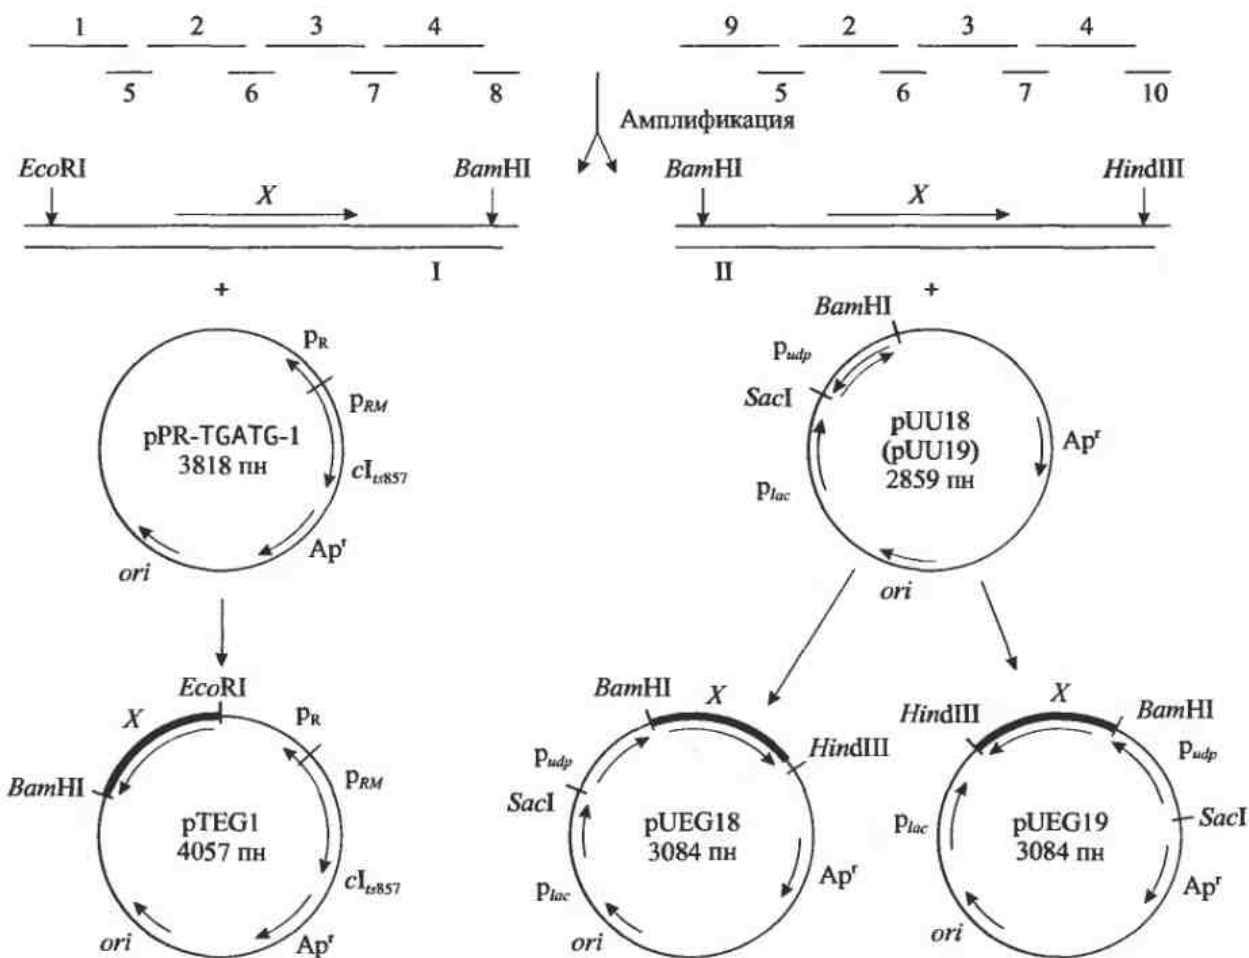 1 2 3 4 9 2 3 4
5 6 7 8 5 6 7 10
Амплификация
EcoRI BamHI BamHI HindIII
X X
I II
+ +
BamHI
pR
pudp
pRM
SacI
pPR-TGATG-1
3818 пн
pUU18
(pUU19)
2859 пн
Apr
cIts857
plac
Apr
ori
ori
EcoRI
X
pR
BamHI
pRM
pTEG1
4057 пн
cIts857
ori
Apr
BamHI
X
HindIII
pudp
SacI
pUEG18
3084 пн
plac
Apr
ori
X
HindIII
BamHI
pudp
plac
pUEG19
3084 пн
SacI
Apr
ori